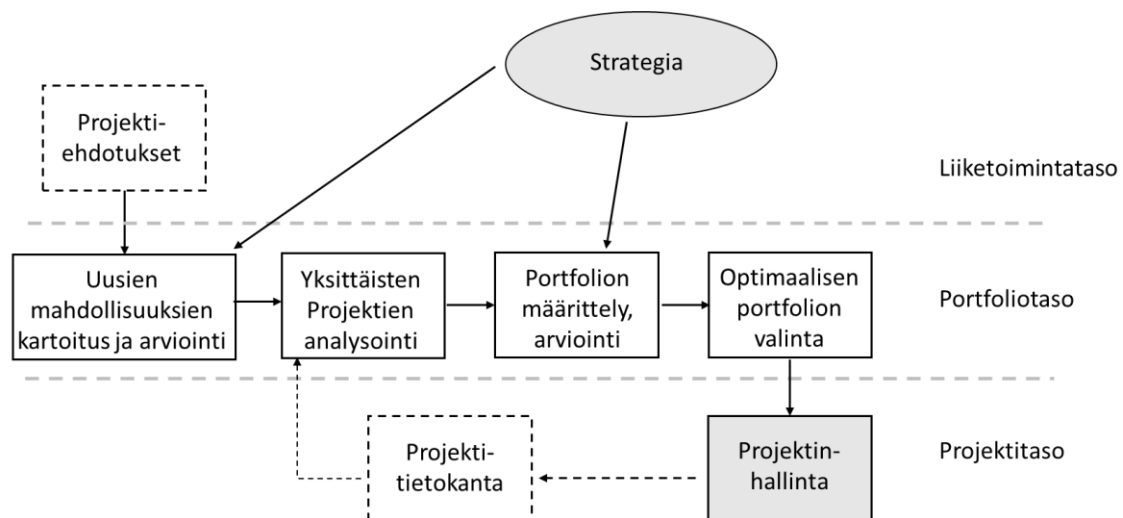 Strategia
Projekti-
ehdotukset
Liiketoimintataso
Uusien
mahdollisuuksien
kartoitus ja arviointi
Yksittäisten
Projektien
analysointi
Portfolion
määrittely,
arviointi
Optimaalisen
portfolion
valinta
Portfoliotaso
Projekti-
tietokanta
Projektin-
hallinta
Projektitaso